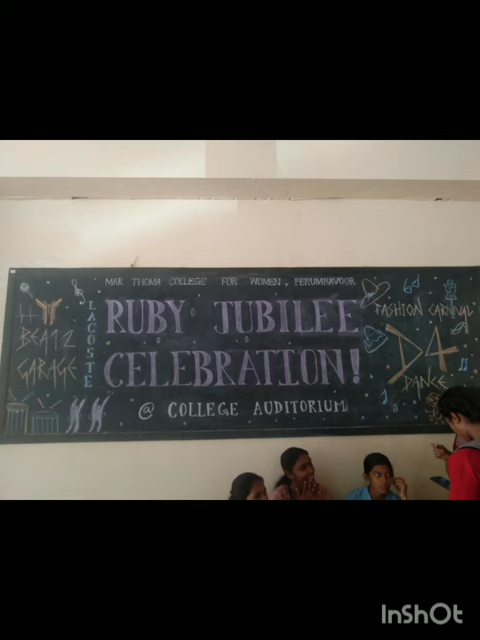 MAR THOMA COLLEGE FOR WOMEN, PERUMBAVOOR
RUBY JUBILEE
CELEBRATION!
@ COLLEGE AUDITORIUM
BEATZ
GARAGE
LACOSTE
FASHION CARNIVAL
D4
DANCE
InShOt